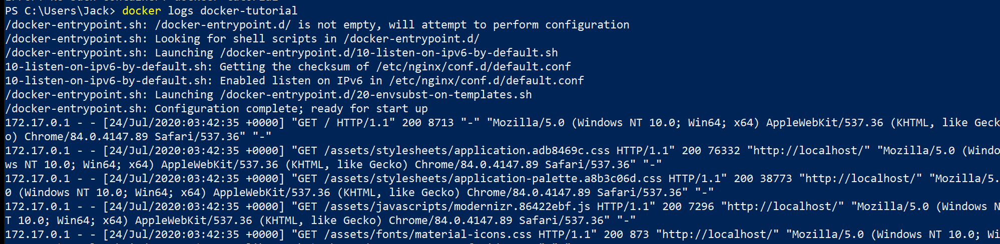 PS C:\Users\Jack> docker logs docker-tutorial
/docker-entrypoint.sh: /docker-entrypoint.d/ is not empty, will attempt to perform configuration
/docker-entrypoint.sh: Looking for shell scripts in /docker-entrypoint.d/
/docker-entrypoint.sh: Launching /docker-entrypoint.d/10-listen-on-ipv6-by-default.sh
10-listen-on-ipv6-by-default.sh: Getting the checksum of /etc/nginx/conf.d/default.conf
10-listen-on-ipv6-by-default.sh: Enabled listen on IPv6 in /etc/nginx/conf.d/default.conf
/docker-entrypoint.sh: Launching /docker-entrypoint.d/20-envsubst-on-templates.sh
/docker-entrypoint.sh: Configuration complete; ready for start up
172.17.0.1 - - [24/Jul/2020:03:42:35 +0000] "GET / HTTP/1.1" 200 8713 "-" "Mozilla/5.0 (Windows NT 10.0; Win64; x64) AppleWebKit/537.36 (KHTML, like Geck
o) Chrome/84.0.4147.89 Safari/537.36" "-"
172.17.0.1 - - [24/Jul/2020:03:42:35 +0000] "GET /assets/stylesheets/application.adb8469c.css HTTP/1.1" 200 76332 "http://localhost/" "Mozilla/5.0 (Windo
ws NT 10.0; Win64; x64) AppleWebKit/537.36 (KHTML, like Gecko) Chrome/84.0.4147.89 Safari/537.36" "-"
172.17.0.1 - - [24/Jul/2020:03:42:35 +0000] "GET /assets/stylesheets/application-palette.a8b3c06d.css HTTP/1.1" 200 38773 "http://localhost/" "Mozilla/5.
0 (Windows NT 10.0; Win64; x64) AppleWebKit/537.36 (KHTML, like Gecko) Chrome/84.0.4147.89 Safari/537.36" "-"
172.17.0.1 - - [24/Jul/2020:03:42:35 +0000] "GET /assets/javascripts/modernizr.86422ebf.js HTTP/1.1" 200 7296 "http://localhost/" "Mozilla/5.0 (Windows N
T 10.0; Win64; x64) AppleWebKit/537.36 (KHTML, like Gecko) Chrome/84.0.4147.89 Safari/537.36" "-"
172.17.0.1 - - [24/Jul/2020:03:42:35 +0000] "GET /assets/fonts/material-icons.css HTTP/1.1" 200 873 "http://localhost/" "Mozilla/5.0 (Windows NT 10.0; Wi